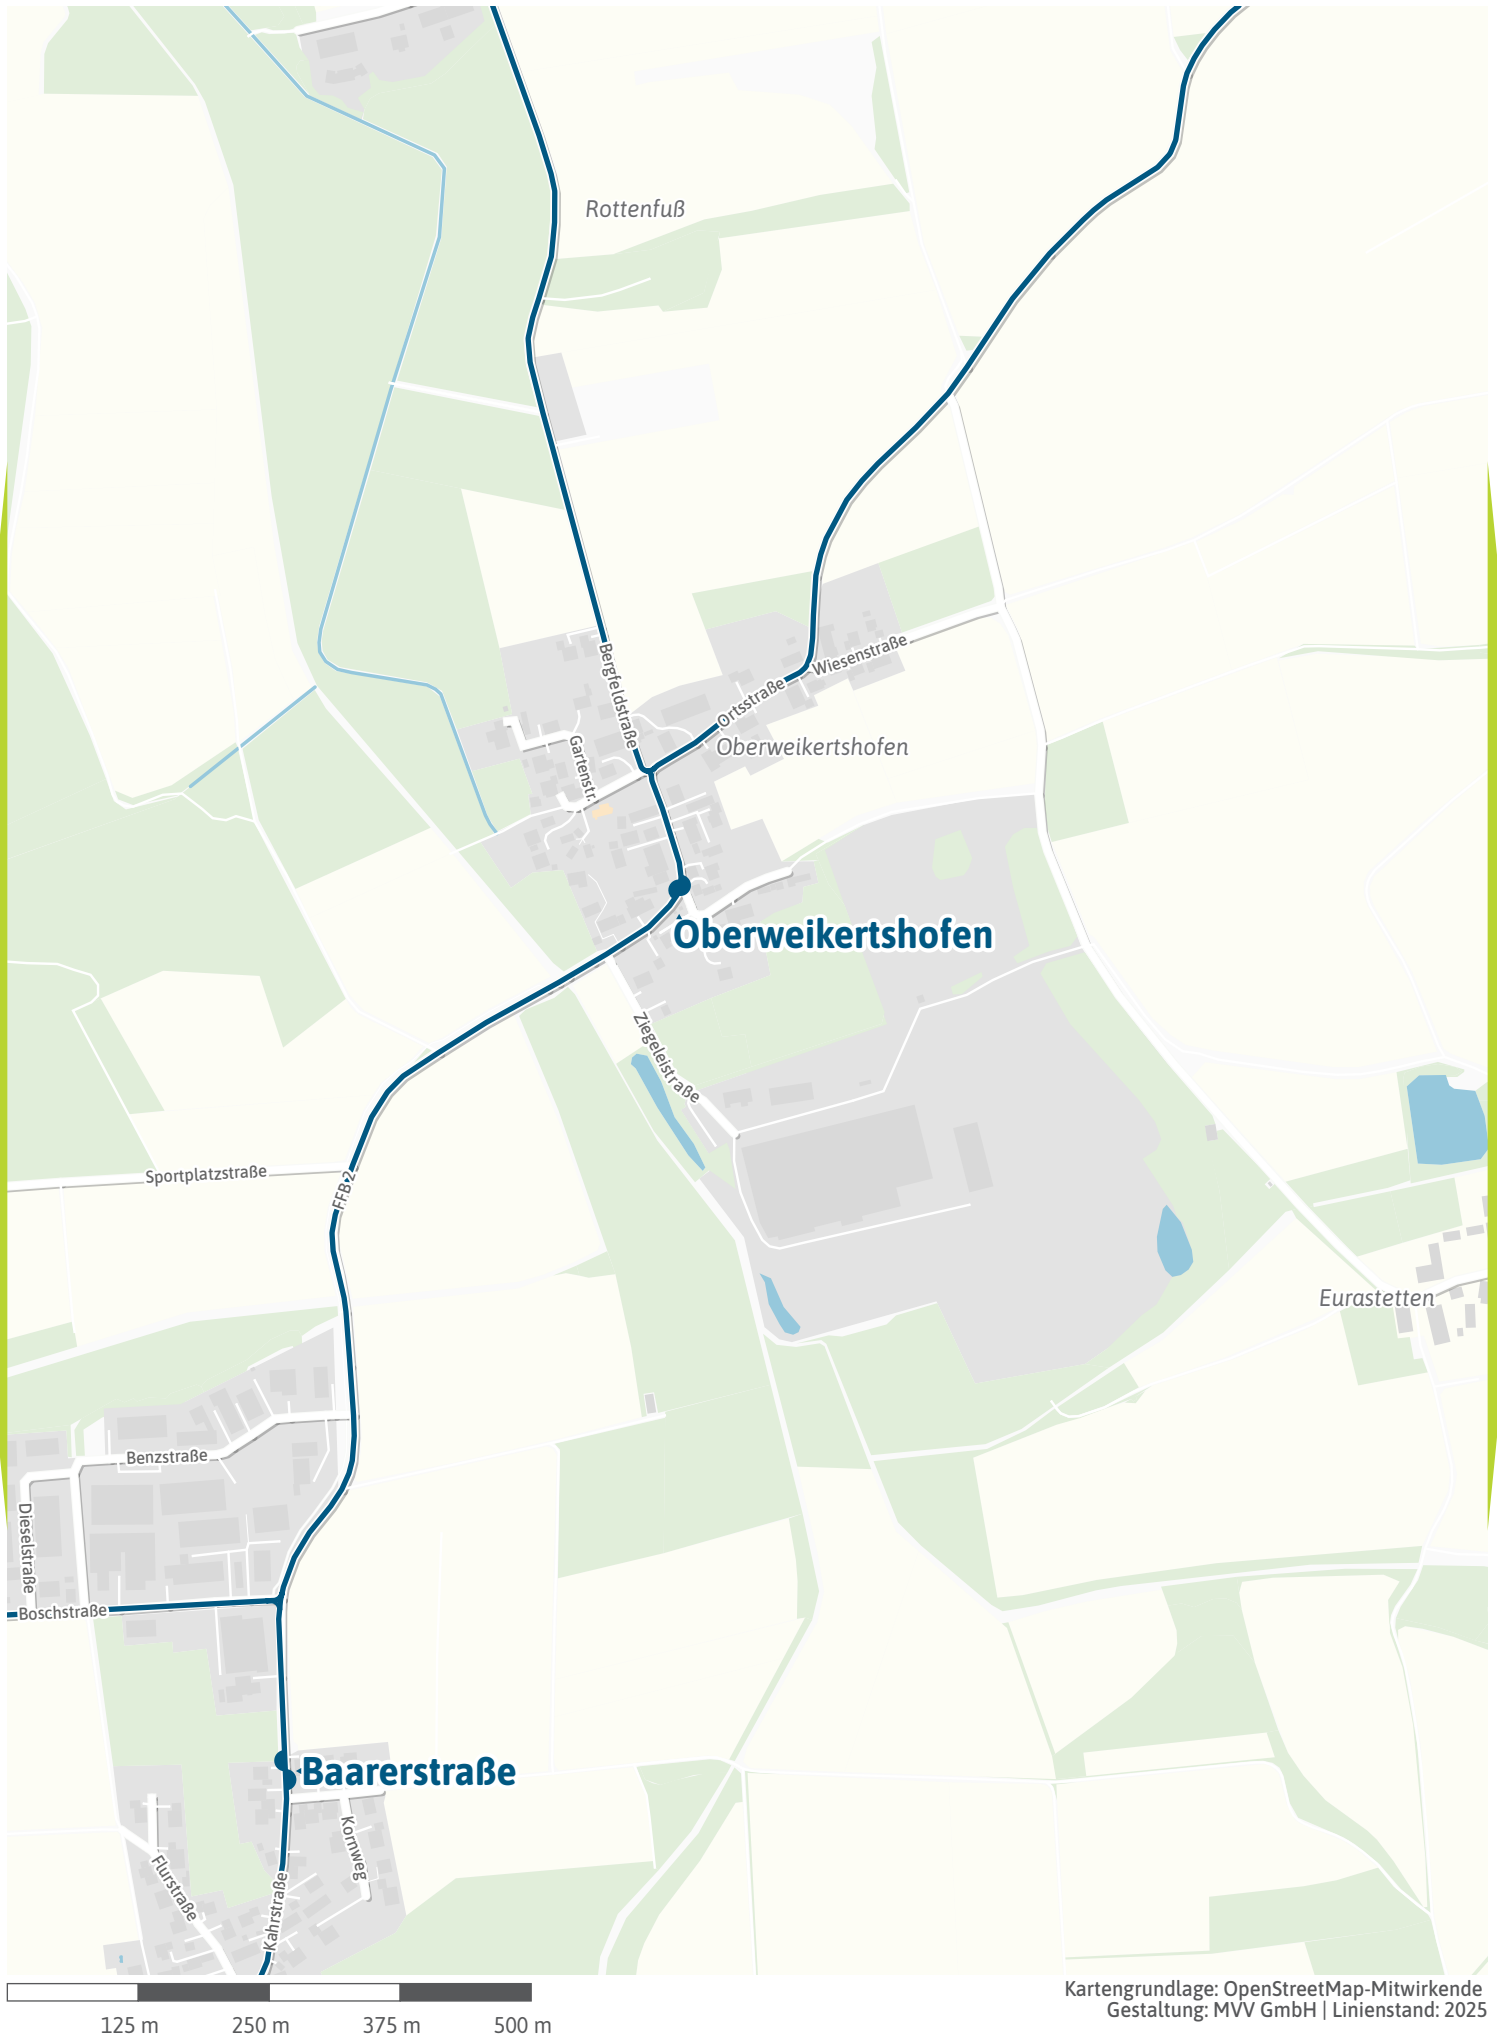 Rottenfuß
Bergfeldstraße
Wiesenstraße
Ortsstraße
Oberweikertshofen
Gartenstr.
Oberweikertshofen
Ziegeleistraße
Sportplatzstraße
FFB 2
Eurastetten
Benzstraße
Dieselstraße
Boschstraße
Baarerstraße
Kornweg
Flurstraße
Kahrstraße
Kartengrundlage: OpenStreetMap-Mitwirkende
Gestaltung: MVV GmbH | Linienstand: 2025
125 m 250 m 375 m 500 m